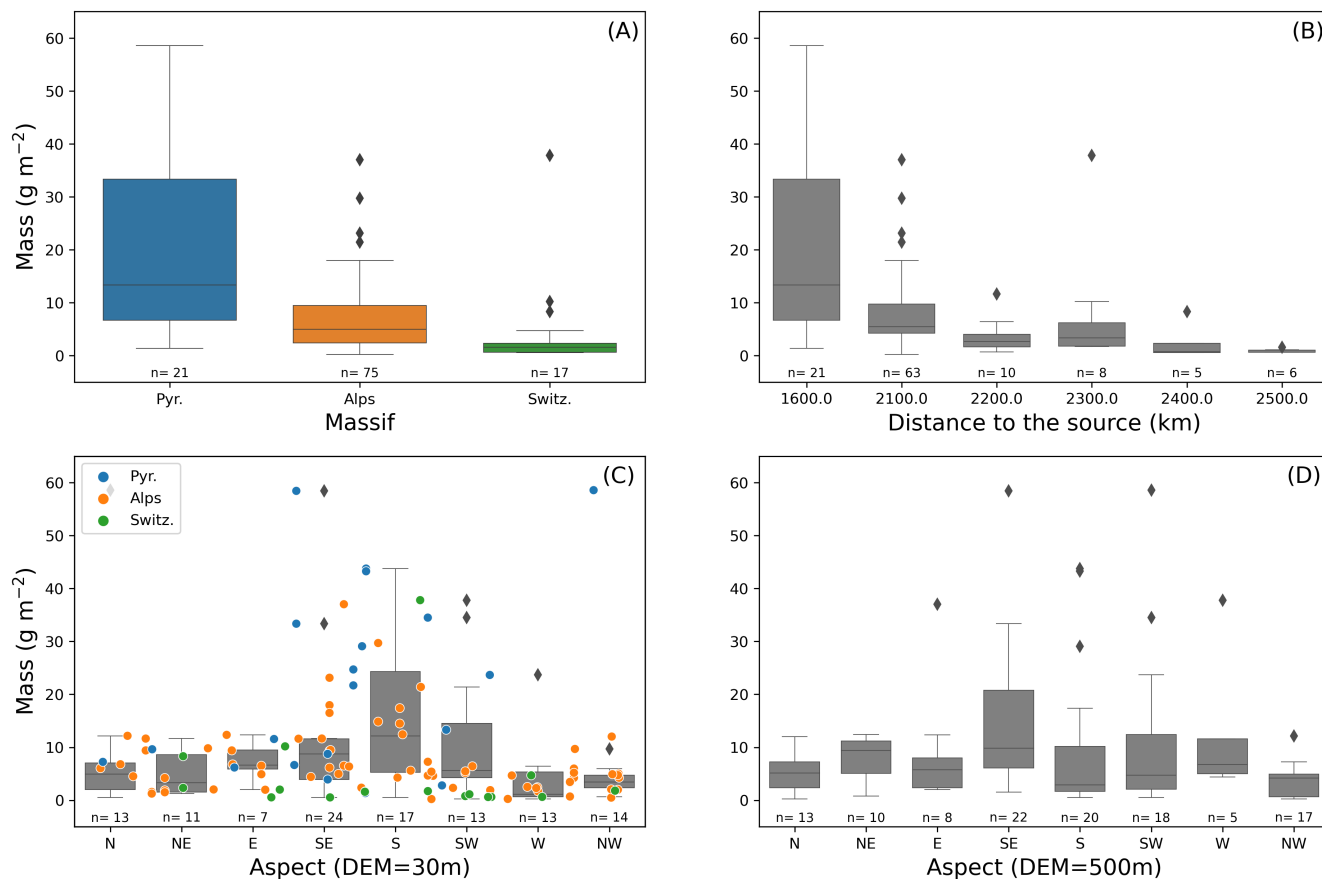 (A)
60
50
40
30
20
10
0
Mass (g m⁻²)
n= 21 n= 75 n= 17
Pyr. Alps Switz.
Massif
(B)
60
50
40
30
20
10
0
n= 21 n= 63 n= 10 n= 8 n= 5 n= 6
1600.0 2100.0 2200.0 2300.0 2400.0 2500.0
Distance to the source (km)
(C)
Pyr.
Alps
Switz.
60
50
40
30
20
10
0
Mass (g m⁻²)
n= 13 n= 11 n= 7 n= 24 n= 17 n= 13 n= 13 n= 14
N NE E SE S SW W NW
Aspect (DEM=30m)
(D)
60
50
40
30
20
10
0
n= 13 n= 10 n= 8 n= 22 n= 20 n= 18 n= 5 n= 17
N NE E SE S SW W NW
Aspect (DEM=500m)